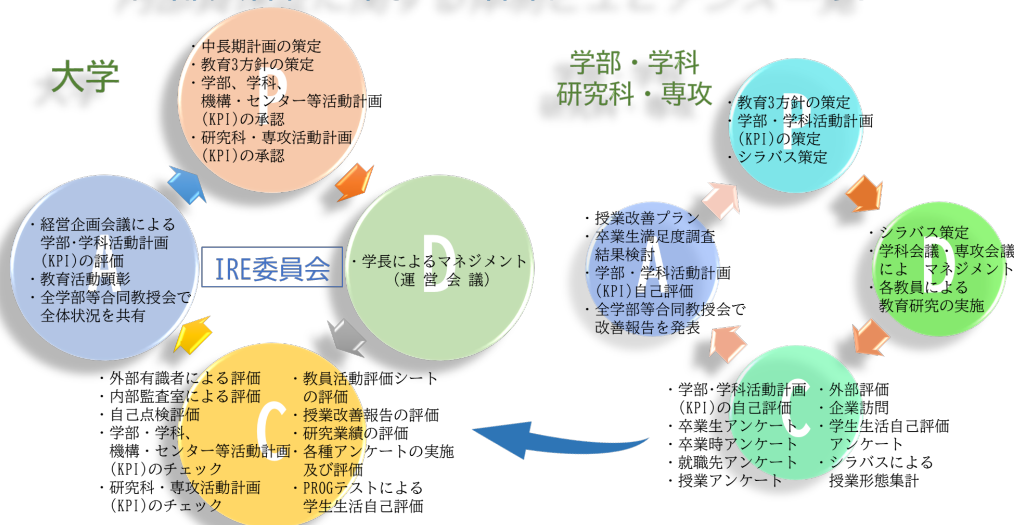 大学
P
・中長期計画の策定
・教育3方針の策定
・学部、学科、
機構・センター等活動計画
(KPI)の承認
・研究科・専攻活動計画
(KPI)の承認
D
・学長によるマネジメント
(運 営 会 議)
C
・外部有識者による評価
・内部監査室による評価
・自己点検評価
・学部・学科、
機構・センター等活動計画
(KPI)のチェック
・研究科・専攻活動計画
(KPI)のチェック
・教員活動評価シート
の評価
・授業改善報告の評価
・研究業績の評価
・各種アンケートの実施
及び評価
・PROGテストによる
学生生活自己評価
A
・経営企画会議による
学部・学科活動計画
(KPI)の評価
・教育活動顕彰
・全学部等合同教授会で
全体状況を共有
IRE委員会
学部・学科
研究科・専攻
P
・教育3方針の策定
・学部・学科活動計画
(KPI)の策定
・シラバス策定
D
・シラバス策定
・学科会議・専攻会議
によ マネジメント
・各教員による
教育研究の実施
C
・学部・学科活動計画
(KPI)の自己評価
・卒業生アンケート
・卒業時アンケート
・就職先アンケート
・授業アンケート
・外部評価
・企業訪問
・学生生活自己評価
アンケート
・シラバスによる
授業形態集計
A
・授業改善プラン
・卒業生満足度調査
結果検討
・学部・学科活動計画
(KPI)自己評価
・全学部等合同教授会で
改善報告を発表